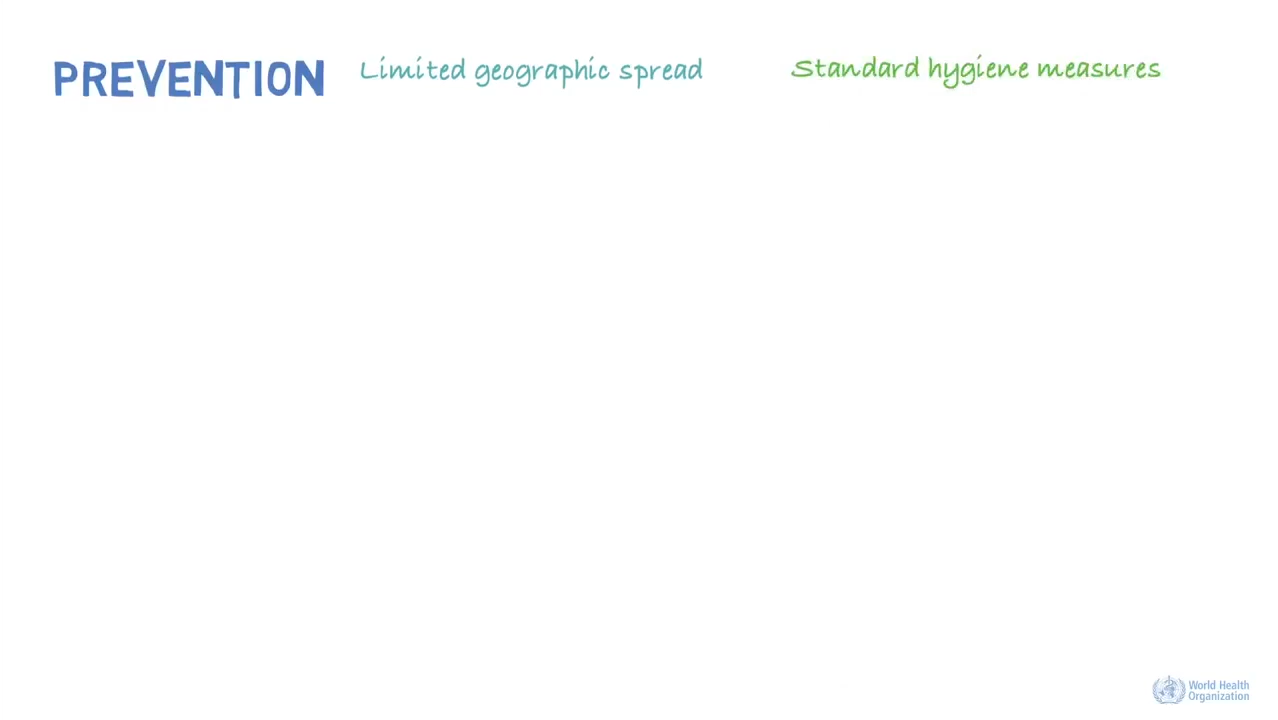 PREVENTION
Limited geographic spread
Standard hygiene measures
World Health
Organization